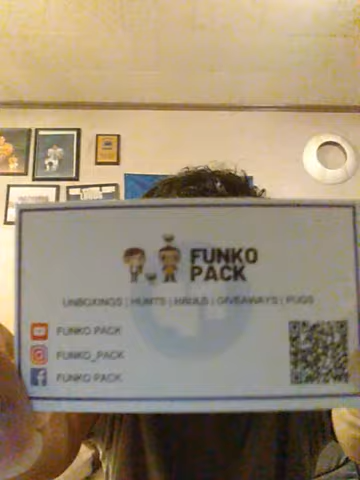 FUNKO
PACK
UNBOXINGS | HUNTS | HAULS | GIVEAWAYS | PUGS
FUNKO PACK
FUNKO_PACK
FUNKO PACK